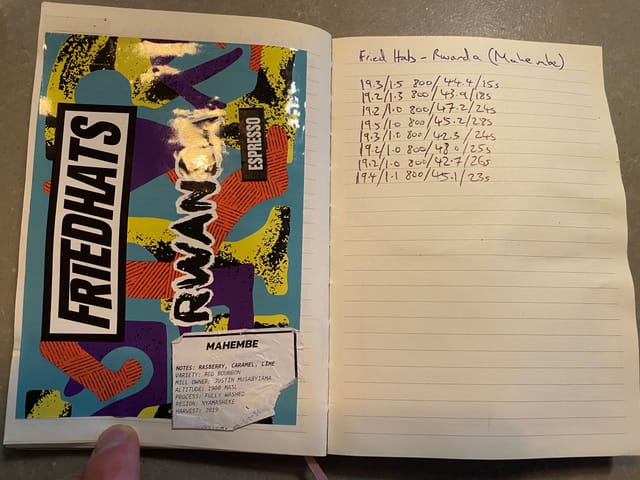 FRIEDHATS
RWANDA
ESPRESSO
MAHEMBE
NOTES: RASBERRY, CARAMEL, LIME
VARIETY: RED BOURBON
MILL OWNER: JUSTIN MUSABYIAMA
ALTITUDE: 1900 MASL
PROCESS: FULLY WASHED
REGION: NYAMASHEKE
HARVEST: 2019
Fried Hats - Rwanda (Mahembe)
19.3/1.5 800/44.4/15s
19.2/1.3 800/43.9/18s
19.2/1.0 800/47.2/24s
19.5/1.0 800/45.2/28s
19.3/1.0 800/42.3/24s
19.2/1.0 800/48.0/25s
19.2/1.0 800/42.7/26s
19.4/1.1 800/45.1/23s